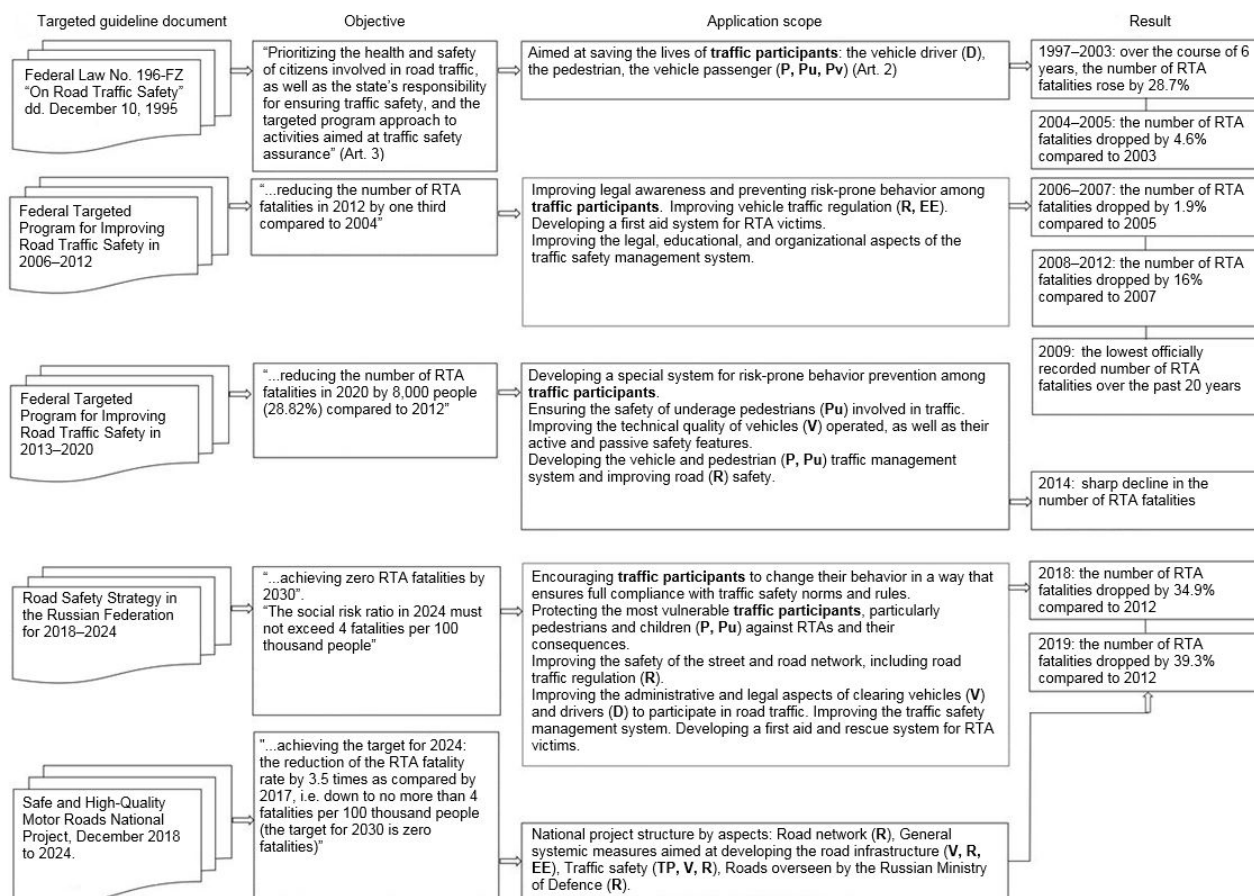 Targeted guideline document
Objective
Application scope
Result
Federal Law No. 196-FZ
“On Road Traffic Safety”
dd. December 10, 1995
“Prioritizing the health and safety
of citizens involved in road traffic,
as well as the state’s responsibility
for ensuring traffic safety, and the
targeted program approach to
activities aimed at traffic safety
assurance” (Art. 3)
Aimed at saving the lives of traffic participants: the vehicle driver (D),
the pedestrian, the vehicle passenger (P, Pu, Pv) (Art. 2)
1997–2003: over the course of 6
years, the number of RTA
fatalities rose by 28.7%
2004–2005: the number of RTA
fatalities dropped by 4.6%
compared to 2003
Federal Targeted
Program for Improving
Road Traffic Safety in
2006–2012
“...reducing the number of RTA
fatalities in 2012 by one third
compared to 2004”
Improving legal awareness and preventing risk-prone behavior among
traffic participants. Improving vehicle traffic regulation (R, EE).
Developing a first aid system for RTA victims.
Improving the legal, educational, and organizational aspects of the
traffic safety management system.
2006–2007: the number of RTA
fatalities dropped by 1.9%
compared to 2005
2008–2012: the number of RTA
fatalities dropped by 16%
compared to 2007
2009: the lowest officially
recorded number of RTA
fatalities over the past 20 years
Federal Targeted
Program for Improving
Road Traffic Safety in
2013–2020
“...reducing the number of RTA
fatalities in 2020 by 8,000 people
(28.82%) compared to 2012”
Developing a special system for risk-prone behavior prevention among
traffic participants.
Ensuring the safety of underage pedestrians (Pu) involved in traffic.
Improving the technical quality of vehicles (V) operated, as well as their
active and passive safety features.
Developing the vehicle and pedestrian (P, Pu) traffic management
system and improving road (R) safety.
2014: sharp decline in the
number of RTA fatalities
Road Safety Strategy in
the Russian Federation
for 2018–2024
“...achieving zero RTA fatalities by
2030”.
“The social risk ratio in 2024 must
not exceed 4 fatalities per 100
thousand people”
Encouraging traffic participants to change their behavior in a way that
ensures full compliance with traffic safety norms and rules.
Protecting the most vulnerable traffic participants, particularly
pedestrians and children (P, Pu) against RTAs and their
consequences.
Improving the safety of the street and road network, including road
traffic regulation (R).
Improving the administrative and legal aspects of clearing vehicles (V)
and drivers (D) to participate in road traffic. Improving the traffic safety
management system. Developing a first aid and rescue system for RTA
victims.
2018: the number of RTA
fatalities dropped by 34.9%
compared to 2012
2019: the number of RTA
fatalities dropped by 39.3%
compared to 2012
Safe and High-Quality
Motor Roads National
Project, December 2018
to 2024.
"...achieving the target for 2024:
the reduction of the RTA fatality
rate by 3.5 times as compared by
2017, i.e. down to no more than 4
fatalities per 100 thousand people
(the target for 2030 is zero
fatalities)”
National project structure by aspects: Road network (R), General
systemic measures aimed at developing the road infrastructure (V, R,
EE), Traffic safety (TP, V, R), Roads overseen by the Russian Ministry
of Defence (R).